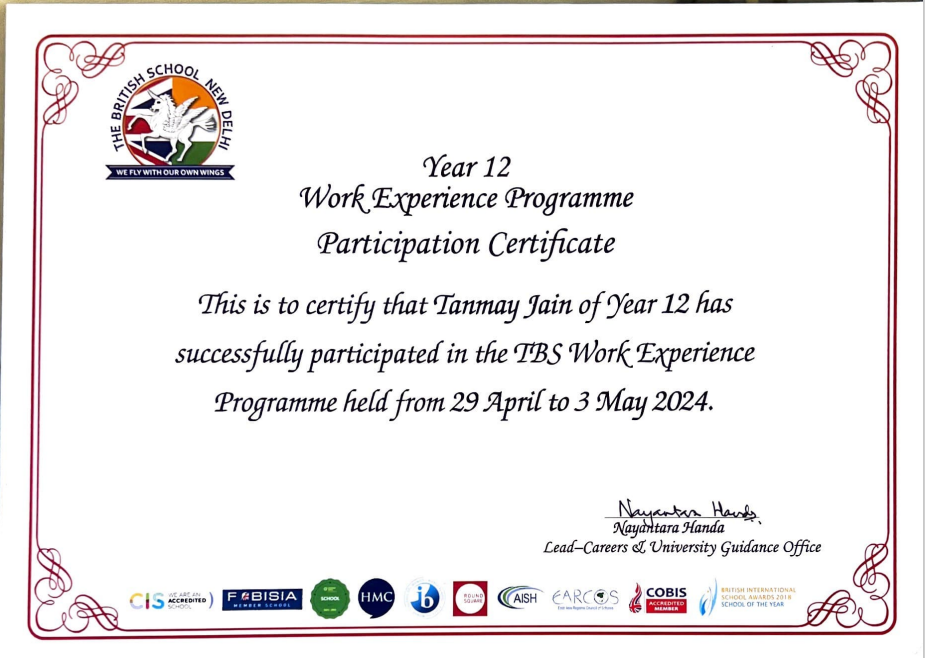 THE BRITISH SCHOOL NEW DELHI
WE FLY WITH OUR OWN WINGS
Year 12
Work Experience Programme
Participation Certificate
This is to certify that Tanmay Jain of Year 12 has
successfully participated in the TBS Work Experience
Programme held from 29 April to 3 May 2024.
Nayantara Handa
Nayantara Handa
Lead–Careers & University Guidance Office
CIS WE ARE AN ACCREDITED SCHOOL
FOBISIA MEMBER SCHOOL
SCHOOL
HMC
ib
ROUND SQUARE
AISH
EARCOS
COBIS ACCREDITED MEMBER
BRITISH INTERNATIONAL SCHOOL AWARDS 2018 SCHOOL OF THE YEAR